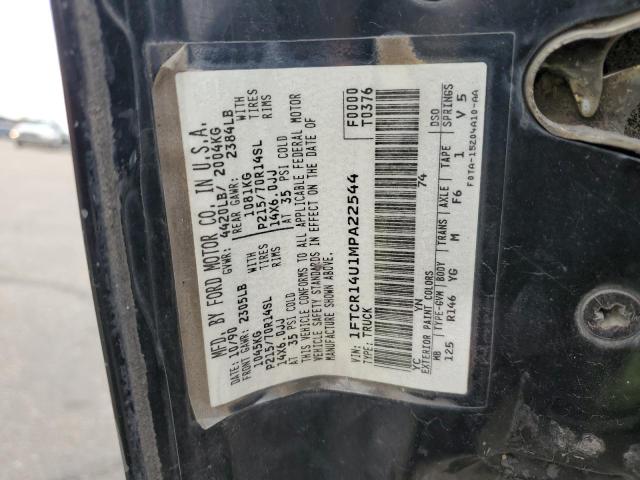 MFD. BY FORD MOTOR CO. IN U.S.A.
DATE: 10/90 GVWR: 4420LB/ 2004KG
FRONT GAWR: 2305LB REAR GAWR: 2384LB
1045KG WITH 1081KG WITH
P215/70R14SL TIRES P215/70R14SL TIRES
14X6.0JJ RIMS 14X6.0JJ RIMS
AT 35 PSI COLD AT 35 PSI COLD
THIS VEHICLE CONFORMS TO ALL APPLICABLE FEDERAL MOTOR
VEHICLE SAFETY STANDARDS IN EFFECT ON THE DATE OF
MANUFACTURE SHOWN ABOVE.
F0000
T0376
VIN: 1FTCR14U1MPA22544
TYPE: TRUCK
YC YN 74
EXTERIOR PAINT COLORS DSO
WB TYPE-GVW BODY TRANS AXLE TAPE SPRINGS
125 R146 YG M F6 1 V 5
F0TA-15204A10-AA